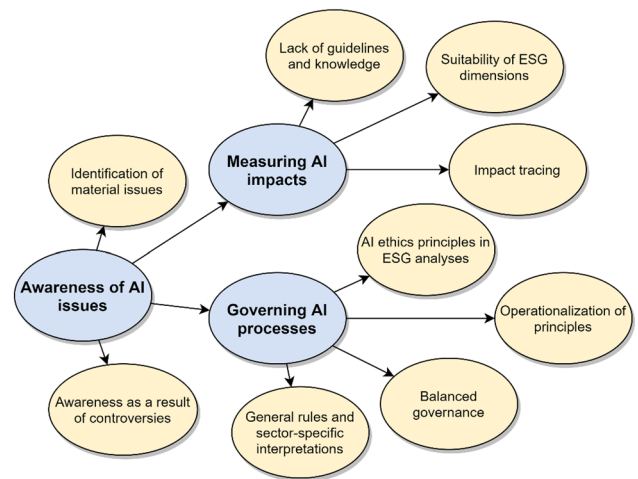 Lack of guidelines
and knowledge
Suitability of ESG
dimensions
Measuring AI
impacts
Impact tracing
Identification of
material issues
AI ethics principles in
ESG analyses
Awareness of AI
issues
Governing AI
processes
Operationalization of
principles
Awareness as a result
of controversies
General rules and
sector-specific
interpretations
Balanced
governance